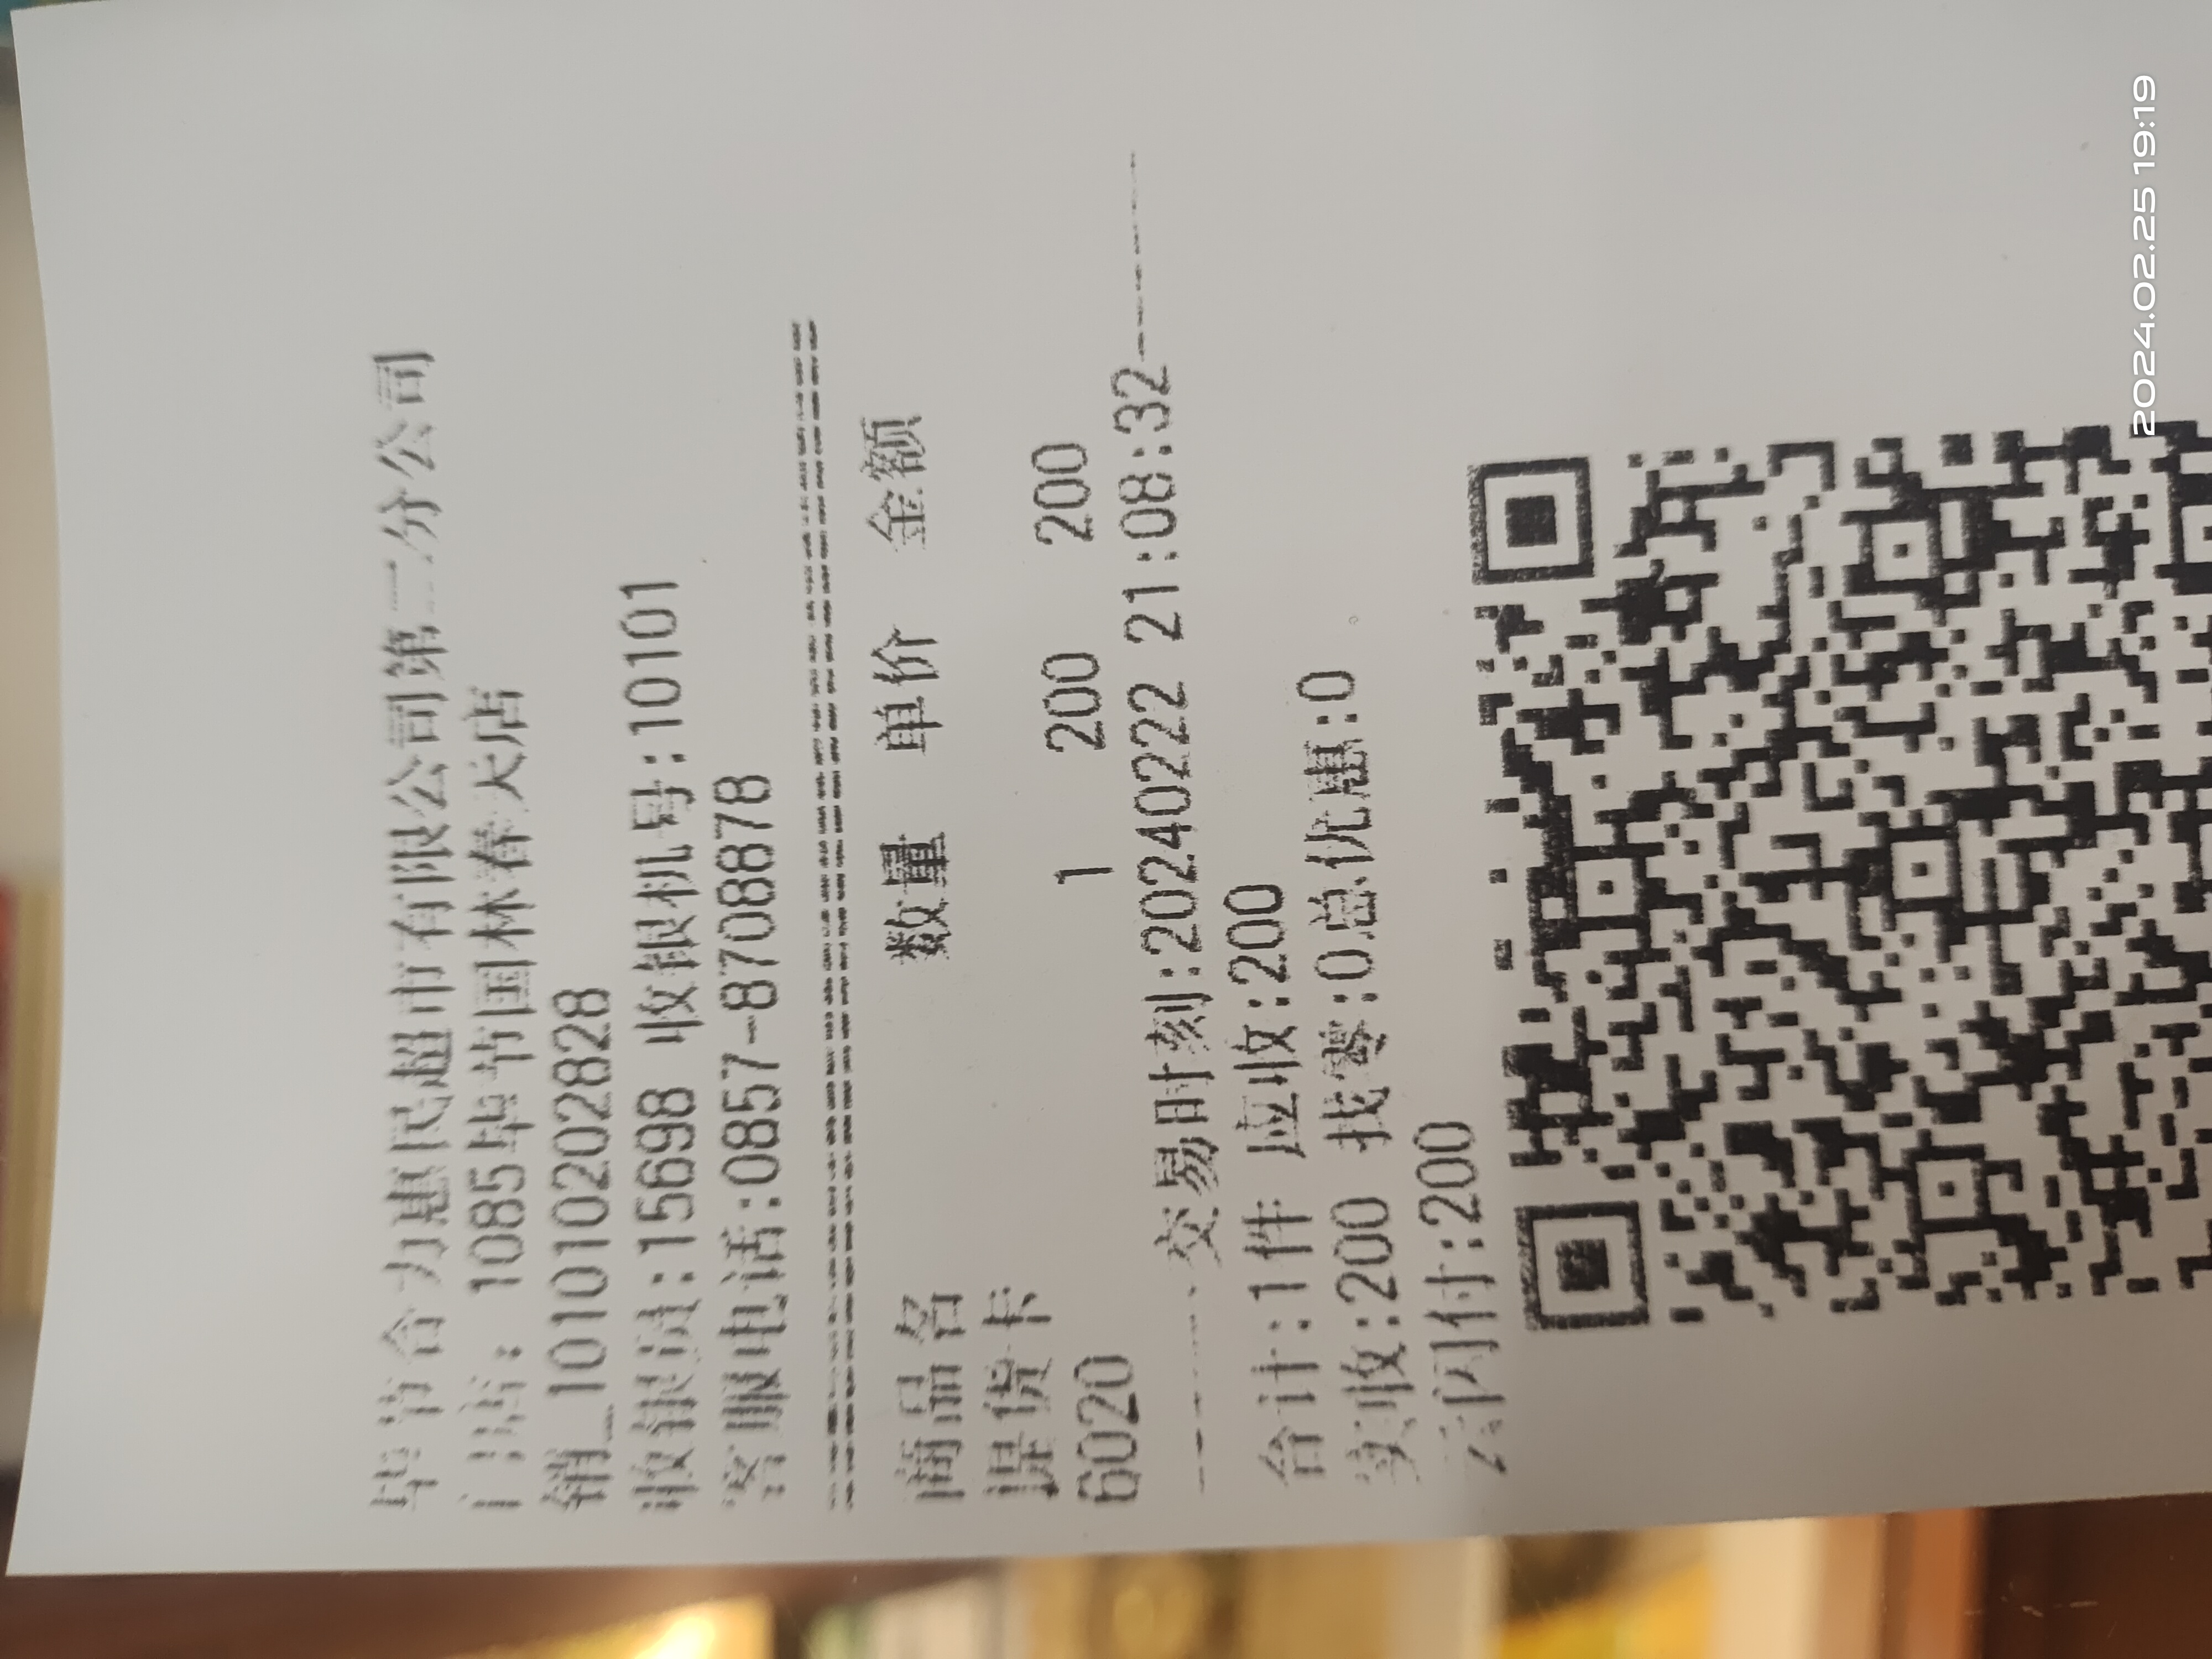 毕节合力惠民超市有限公司第二分公司
门店: 1085毕节国林春天店
销_10101020282​8
收银员:15698 收银机号:10101
客服电话:0857-8708878
商品名 数量 单价 金额
提货卡
6020 1 200 200
交易时刻:20240222 21:08:32
合计:1件 应收:200
实收:200 找零:0总优惠:0
云闪付:200
2024.02.25 19:19